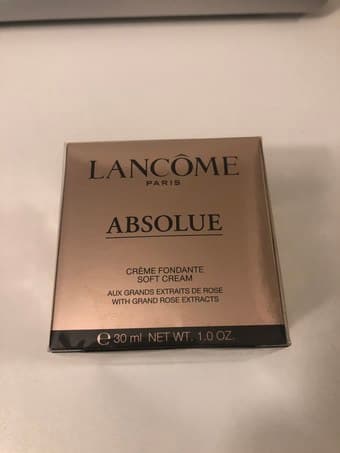 LANCÔME
PARIS
ABSOLUE
CRÈME FONDANTE
SOFT CREAM
AUX GRANDS EXTRAITS DE ROSE
WITH GRAND ROSE EXTRACTS
℮ 30 ml NET WT. 1.0 OZ.